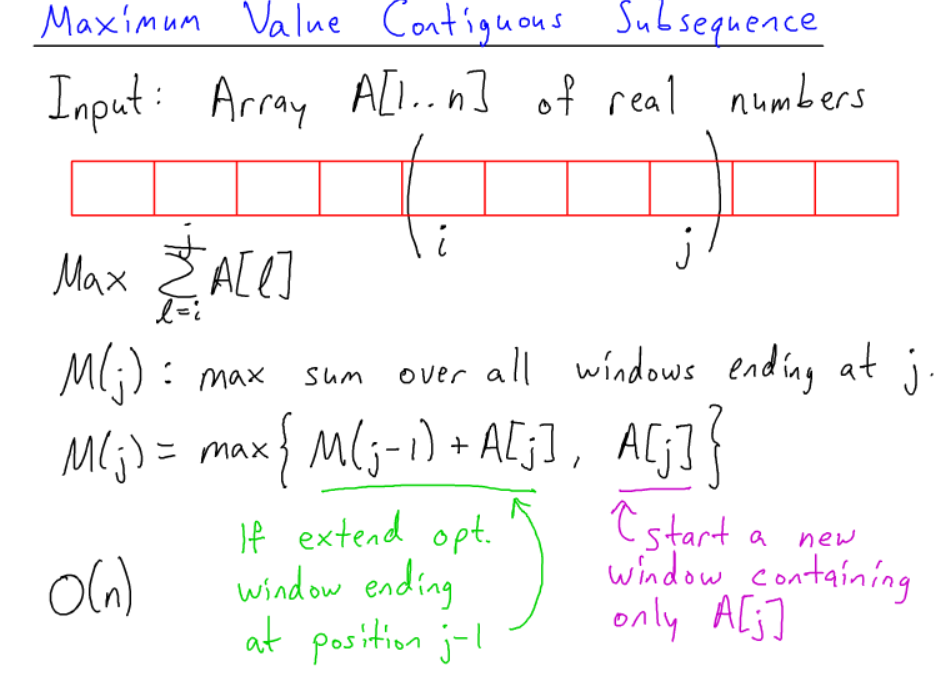 Maximum Value Contiguous Subsequence
Input: Array A[1..n] of real numbers
i j
Max ∑_{l=i}^{j} A[l]
M(j): max sum over all windows ending at j.
M(j) = max{ M(j-1) + A[j], A[j] }
If extend opt.
window ending
at position j-1
start a new
window containing
only A[j]
O(n)